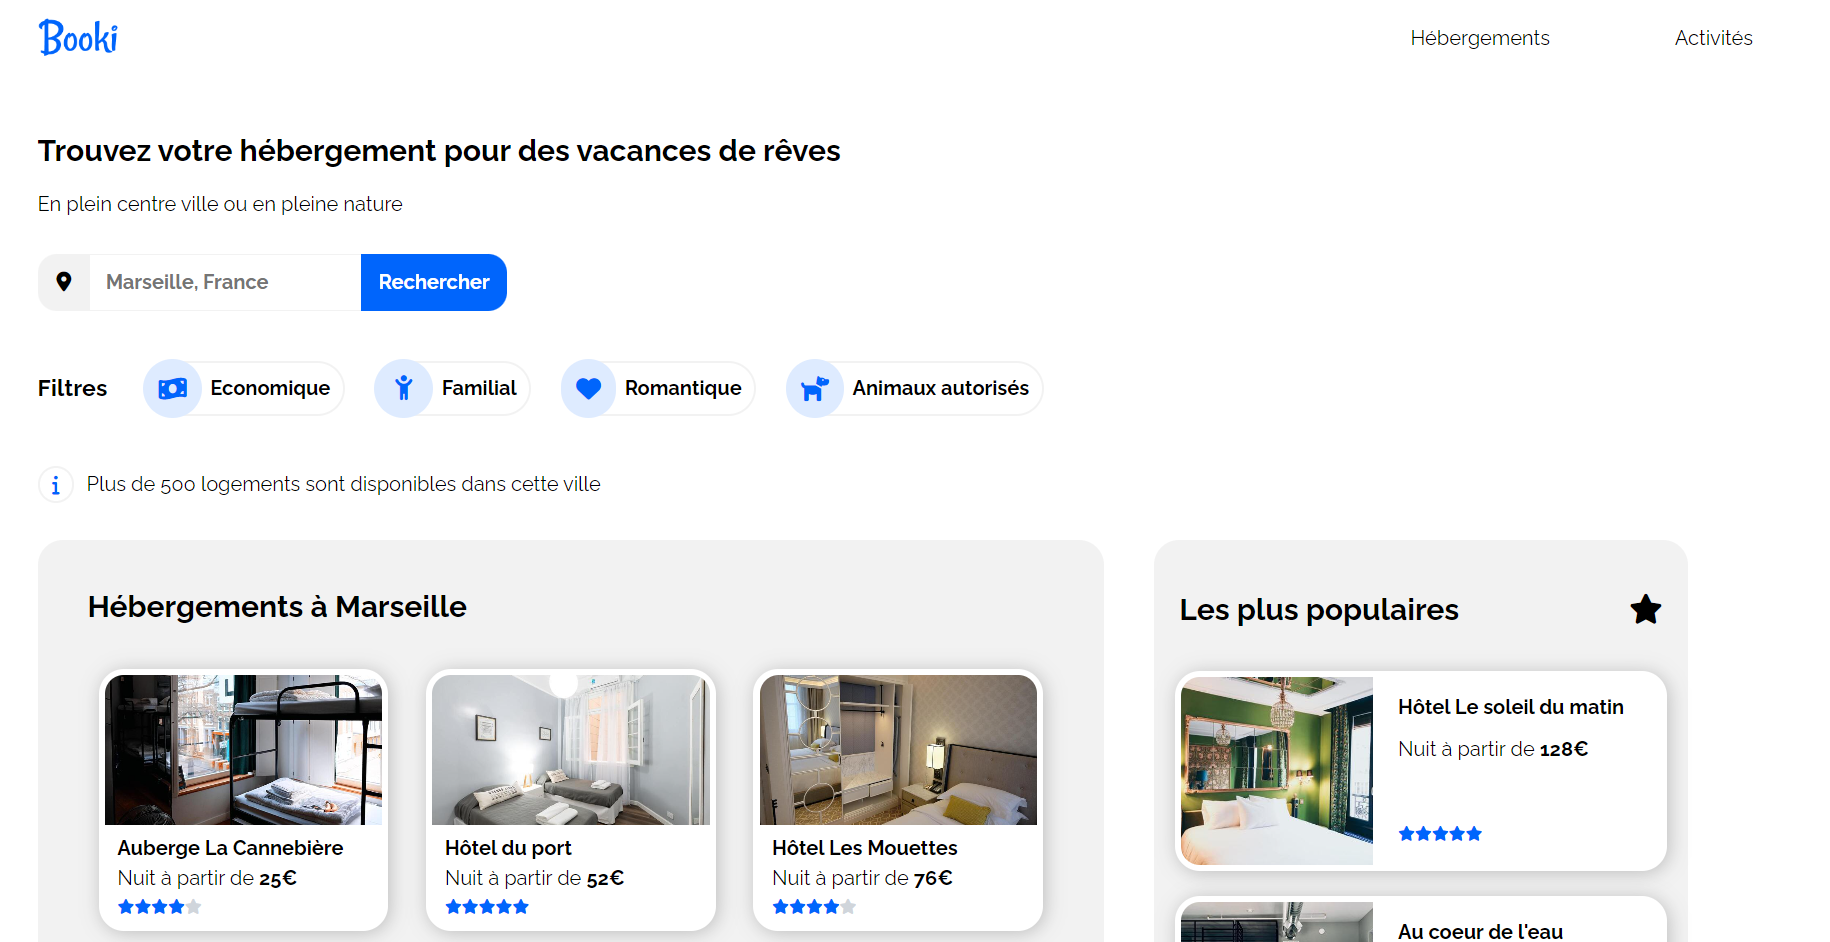 Booki
Hébergements
Activités
Trouvez votre hébergement pour des vacances de rêves
En plein centre ville ou en pleine nature
Marseille, France
Rechercher
Filtres
Economique
Familial
Romantique
Animaux autorisés
Plus de 500 logements sont disponibles dans cette ville
Hébergements à Marseille
Auberge La Cannebière
Nuit à partir de 25€
Hôtel du port
Nuit à partir de 52€
Hôtel Les Mouettes
Nuit à partir de 76€
Les plus populaires
Hôtel Le soleil du matin
Nuit à partir de 128€
Au coeur de l'eau